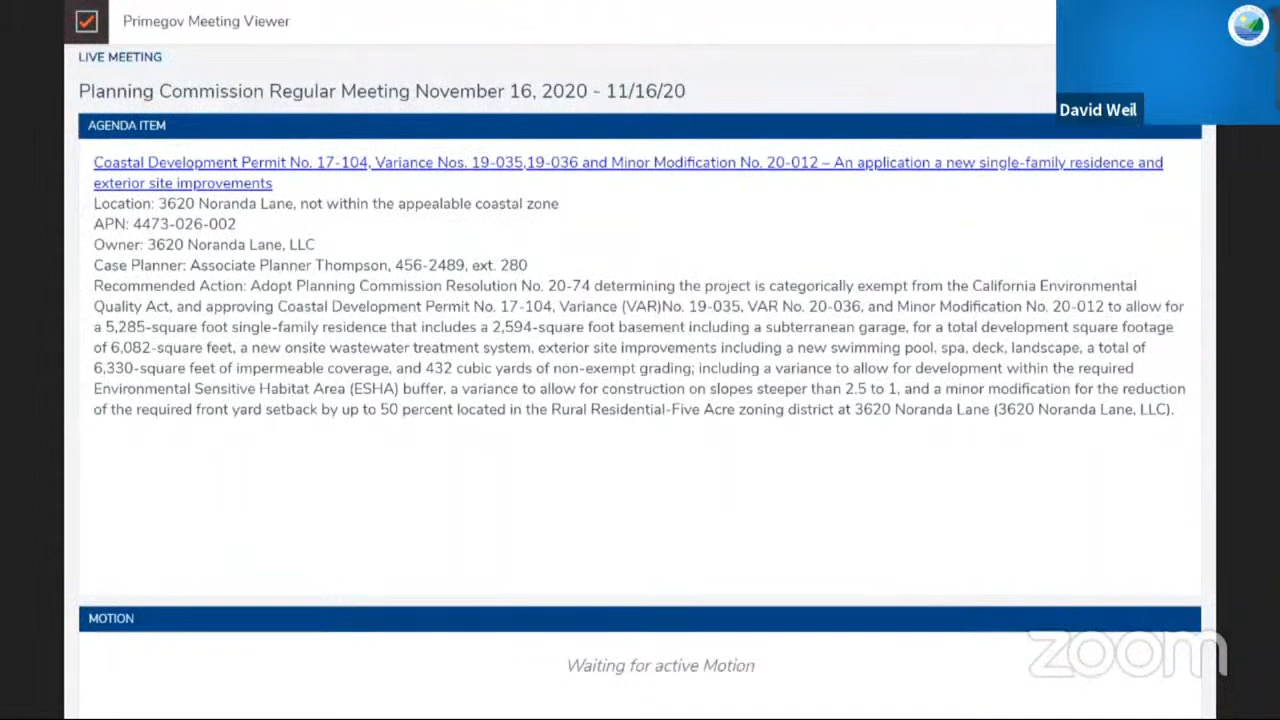 Primegov Meeting Viewer
LIVE MEETING
Planning Commission Regular Meeting November 16, 2020 - 11/16/20
David Weil
AGENDA ITEM
Coastal Development Permit No. 17-104, Variance Nos. 19-035,19-036 and Minor Modification No. 20-012 – An application a new single-family residence and
exterior site improvements
Location: 3620 Noranda Lane, not within the appealable coastal zone
APN: 4473-026-002
Owner: 3620 Noranda Lane, LLC
Case Planner: Associate Planner Thompson, 456-2489, ext. 280
Recommended Action: Adopt Planning Commission Resolution No. 20-74 determining the project is categorically exempt from the California Environmental
Quality Act, and approving Coastal Development Permit No. 17-104, Variance (VAR)No. 19-035, VAR No. 20-036, and Minor Modification No. 20-012 to allow for
a 5,285-square foot single-family residence that includes a 2,594-square foot basement including a subterranean garage, for a total development square footage
of 6,082-square feet, a new onsite wastewater treatment system, exterior site improvements including a new swimming pool, spa, deck, landscape, a total of
6,330-square feet of impermeable coverage, and 432 cubic yards of non-exempt grading; including a variance to allow for development within the required
Environmental Sensitive Habitat Area (ESHA) buffer, a variance to allow for construction on slopes steeper than 2.5 to 1, and a minor modification for the reduction
of the required front yard setback by up to 50 percent located in the Rural Residential-Five Acre zoning district at 3620 Noranda Lane (3620 Noranda Lane, LLC).
MOTION
Waiting for active Motion
zoom